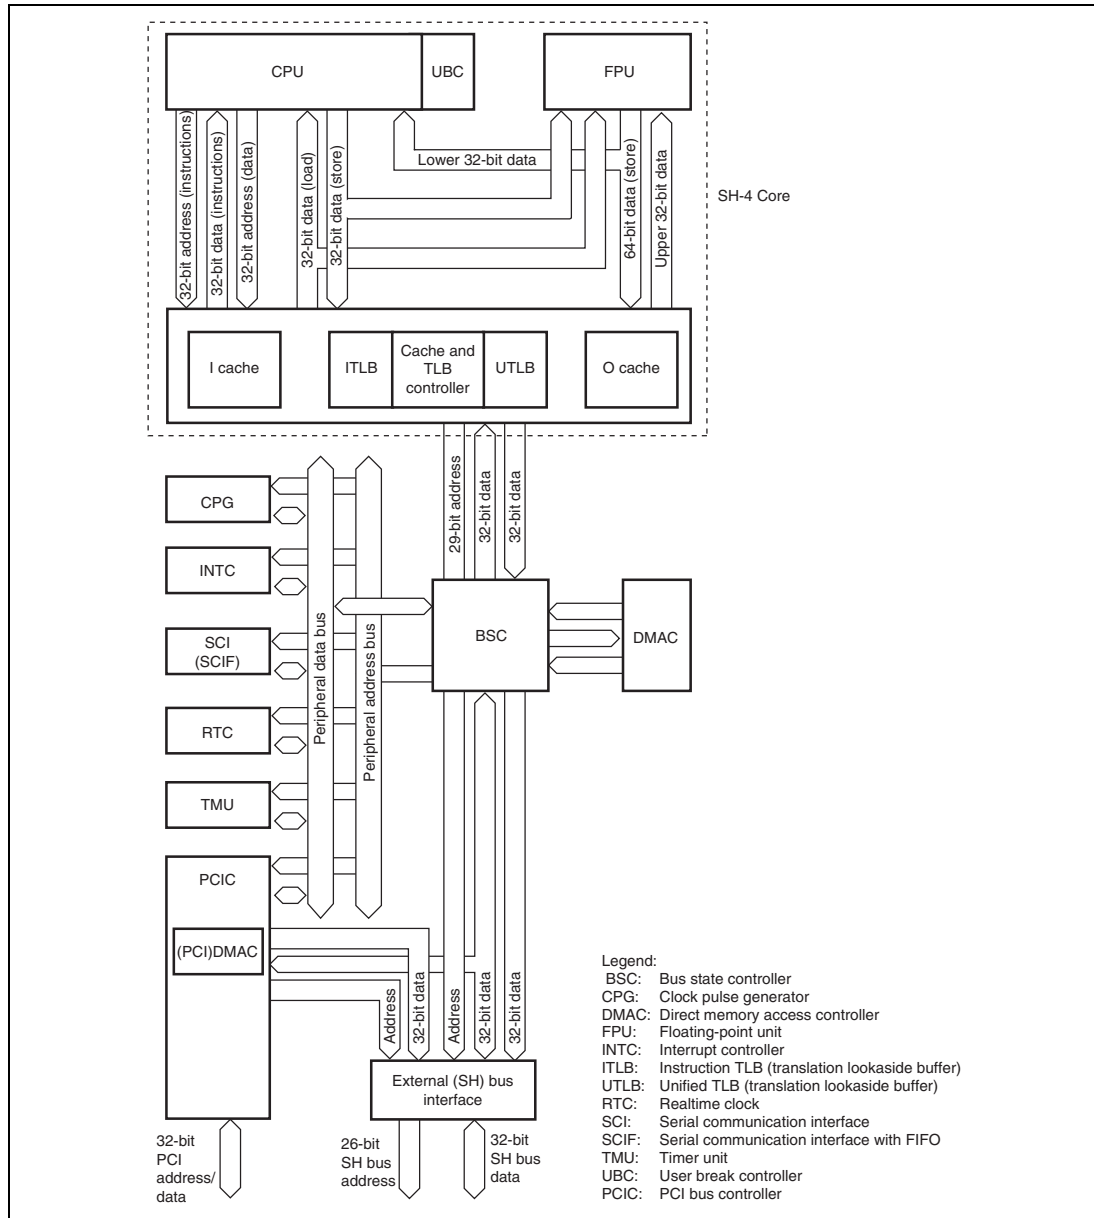 CPU
UBC
FPU
32-bit address (instructions)
32-bit data (instructions)
32-bit address (data)
32-bit data (load)
32-bit data (store)
Lower 32-bit data
64-bit data (store)
Upper 32-bit data
SH-4 Core
I cache
ITLB
Cache and
TLB
controller
UTLB
O cache
29-bit address
32-bit data
32-bit data
CPG
INTC
SCI
(SCIF)
RTC
TMU
PCIC
(PCI)DMAC
Peripheral data bus
Peripheral address bus
BSC
DMAC
Address
32-bit data
Address
32-bit data
32-bit data
External (SH) bus
interface
32-bit
PCI
address/
data
26-bit
SH bus
address
32-bit
SH bus
data
Legend:
BSC: Bus state controller
CPG: Clock pulse generator
DMAC: Direct memory access controller
FPU: Floating-point unit
INTC: Interrupt controller
ITLB: Instruction TLB (translation lookaside buffer)
UTLB: Unified TLB (translation lookaside buffer)
RTC: Realtime clock
SCI: Serial communication interface
SCIF: Serial communication interface with FIFO
TMU: Timer unit
UBC: User break controller
PCIC: PCI bus controller